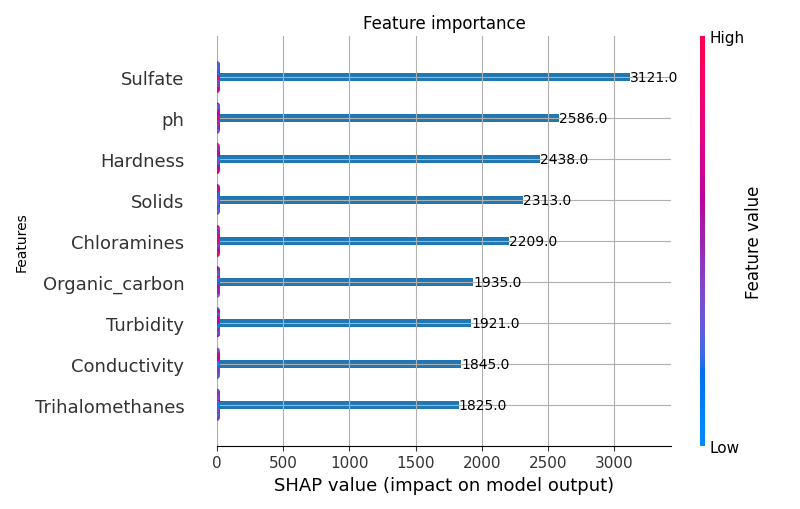 Feature importance
High
Sulfate 3121.0
ph 2586.0
Hardness 2438.0
Solids 2313.0
Chloramines 2209.0
Organic_carbon 1935.0
Turbidity 1921.0
Conductivity 1845.0
Trihalomethanes 1825.0
Features
Feature value
Low
0 500 1000 1500 2000 2500 3000
SHAP value (impact on model output)